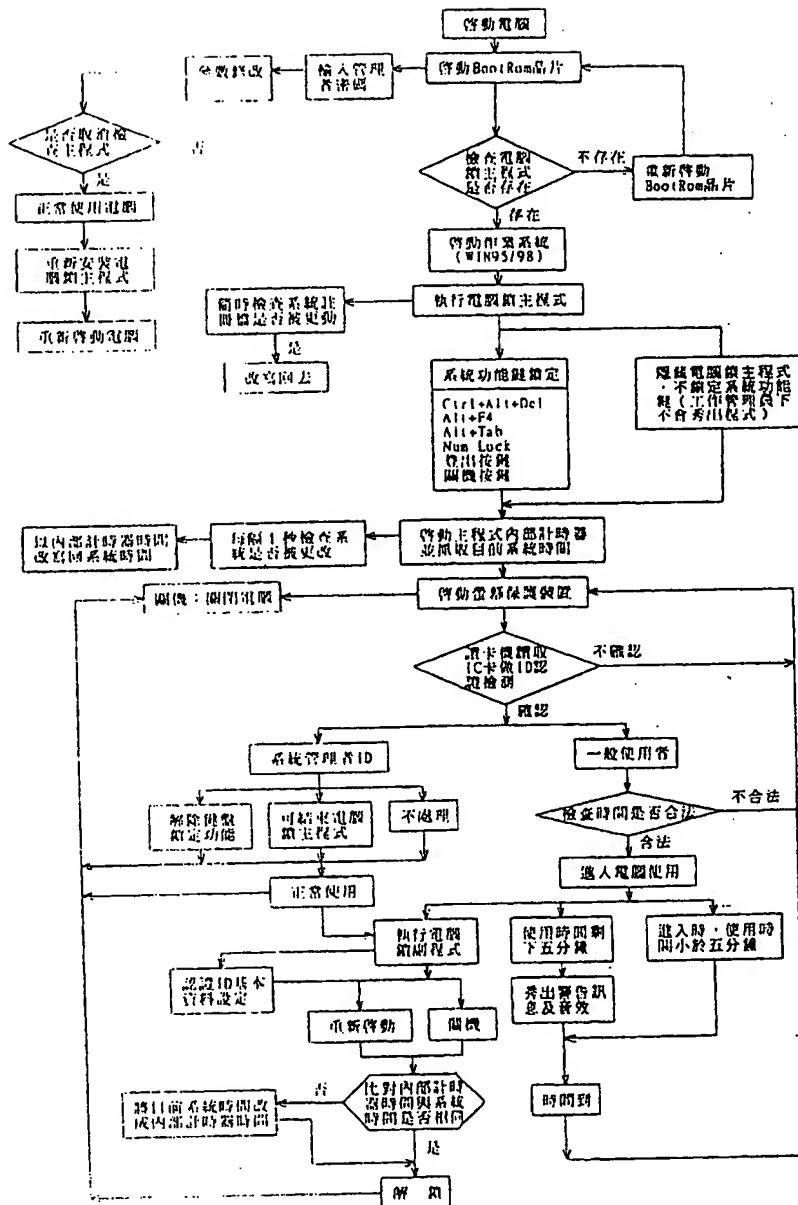 啓動電腦
啓動BootRom晶片
輸入管理
者密碼
參數修改
是否取消檢
查主程式
否
是
正常使用電腦
重新安裝電
腦鎖主程式
重新啓動電腦
檢查電腦
鎖主程式
是否存在
不存在
重新啓動
BootRom晶片
存在
啓動作業系統
(WIN95/98)
執行電腦鎖主程式
隨時檢查系統註
冊檔是否被更動
是
改寫回去
系統功能鍵鎖定
Ctrl+Alt+Del
Alt+F4
Alt+Tab
Num Lock
登出按鍵
關機按鍵
隱藏電腦鎖主程式
，不鎖定系統功能
鍵(工作管理員下
不會秀出程式)
啓動主程式內部計時器
並抓取目前系統時間
每隔1秒檢查系
統是否被更改
以內部計時器時間
改寫回系統時間
啓動螢幕保護裝置
關機：關閉電腦
讀卡機讀取
IC卡做ID認
證檢測
不確認
確認
系統管理者ID
一般使用者
解除鍵盤
鎖定功能
可結束電腦
鎖主程式
不處理
檢查時間是否合法
不合法
合法
進入電腦使用
正常使用
執行電腦
鎖副程式
使用時間剩
下五分鐘
進入時，使用時
間小於五分鐘
認證ID基本
資料設定
秀出警告訊
息及音效
重新啓動
關機
比對內部計時
器時間與系統
時間是否相同
否
將目前系統時間改
成內部計時器時間
時間到
是
解 鎖